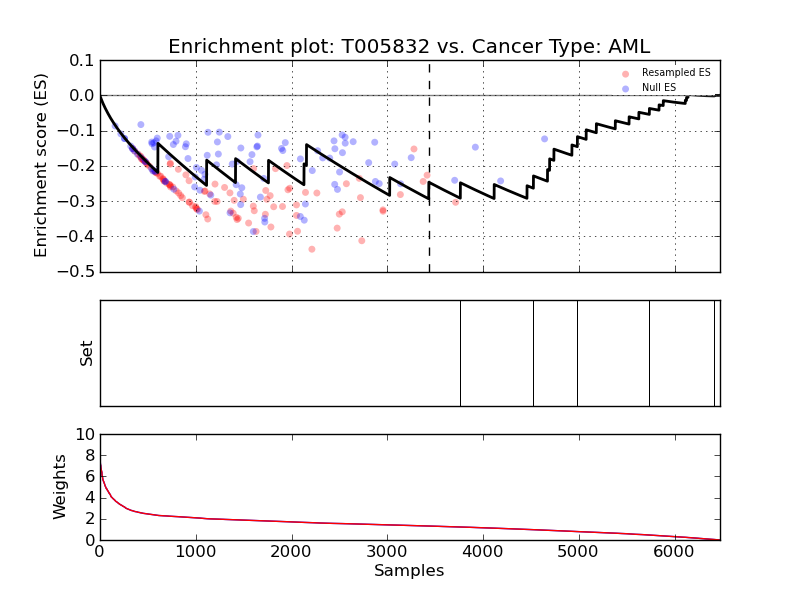 Enrichment plot: T005832 vs. Cancer Type: AML
0.1
0.0
−0.1
−0.2
−0.3
−0.4
−0.5
Enrichment score (ES)
Resampled ES
Null ES
Set
10
8
6
4
2
0
Weights
0 1000 2000 3000 4000 5000 6000
Samples